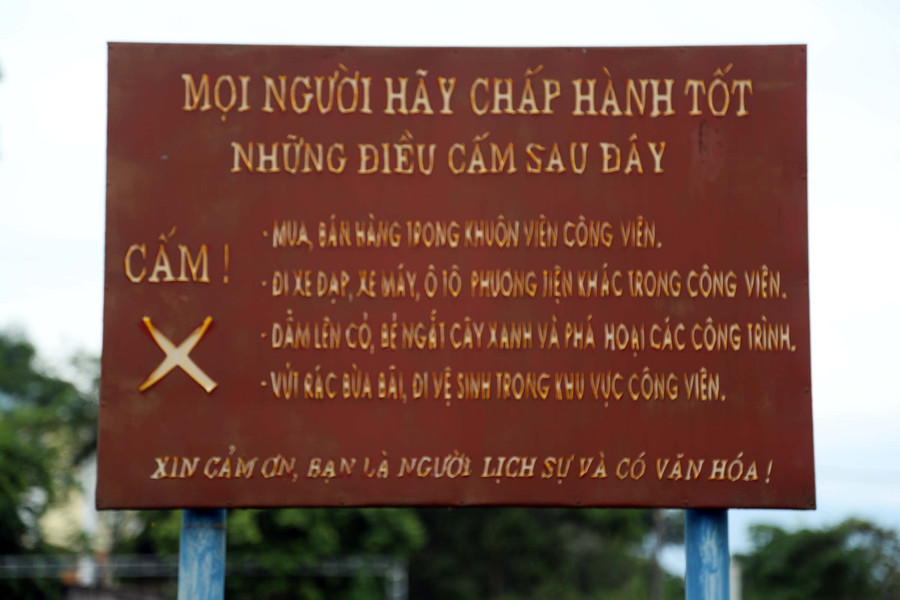 MỌI NGƯỜI HÃY CHẤP HÀNH TỐT
NHỮNG ĐIỀU CẤM SAU ĐÂY
CẤM !
- MUA, BÁN HÀNG TRONG KHUÔN VIÊN CÔNG VIÊN.
- ĐI XE ĐẠP, XE MÁY, Ô TÔ PHƯƠNG TIỆN KHÁC TRONG CÔNG VIÊN.
- DẪM LÊN CỎ, BẺ NGẮT CÂY XANH VÀ PHÁ HOẠI CÁC CÔNG TRÌNH.
- VỨT RÁC BỪA BÃI, ĐI VỆ SINH TRONG KHU VỰC CÔNG VIÊN.
XIN CẢM ƠN, BẠN LÀ NGƯỜI LỊCH SỰ VÀ CÓ VĂN HÓA !